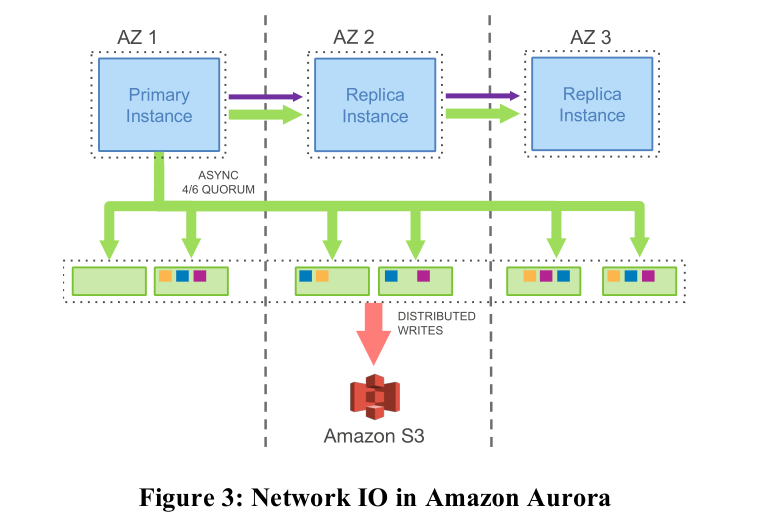 AZ 1
AZ 2
AZ 3
Primary
Instance
Replica
Instance
Replica
Instance
ASYNC
4/6 QUORUM
DISTRIBUTED
WRITES
Amazon S3
Figure 3: Network IO in Amazon Aurora